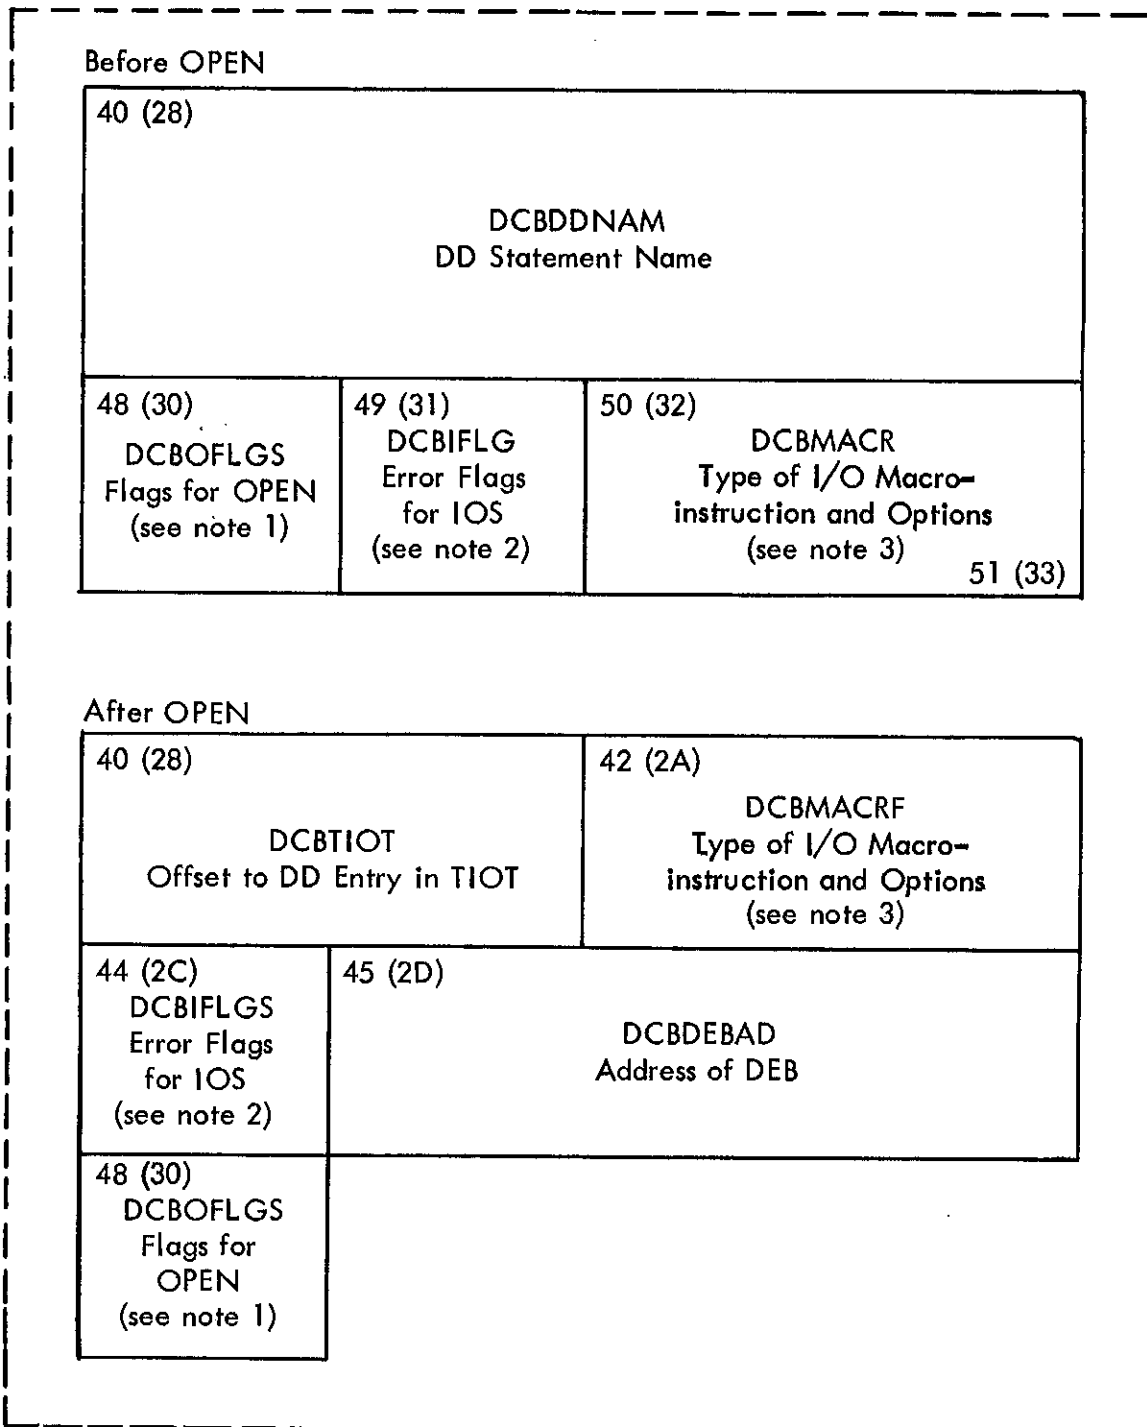 Before OPEN
40 (28)
DCBDDNAM
DD Statement Name
48 (30)
DCBOFLGS
Flags for OPEN
(see note 1)
49 (31)
DCBIFLG
Error Flags
for IOS
(see note 2)
50 (32)
DCBMACR
Type of I/O Macro-
instruction and Options
(see note 3)
51 (33)
After OPEN
40 (28)
DCBTIOT
Offset to DD Entry in TIOT
42 (2A)
DCBMACRF
Type of I/O Macro-
instruction and Options
(see note 3)
44 (2C)
DCBIFLGS
Error Flags
for IOS
(see note 2)
45 (2D)
DCBDEBAD
Address of DEB
48 (30)
DCBOFLGS
Flags for
OPEN
(see note 1)